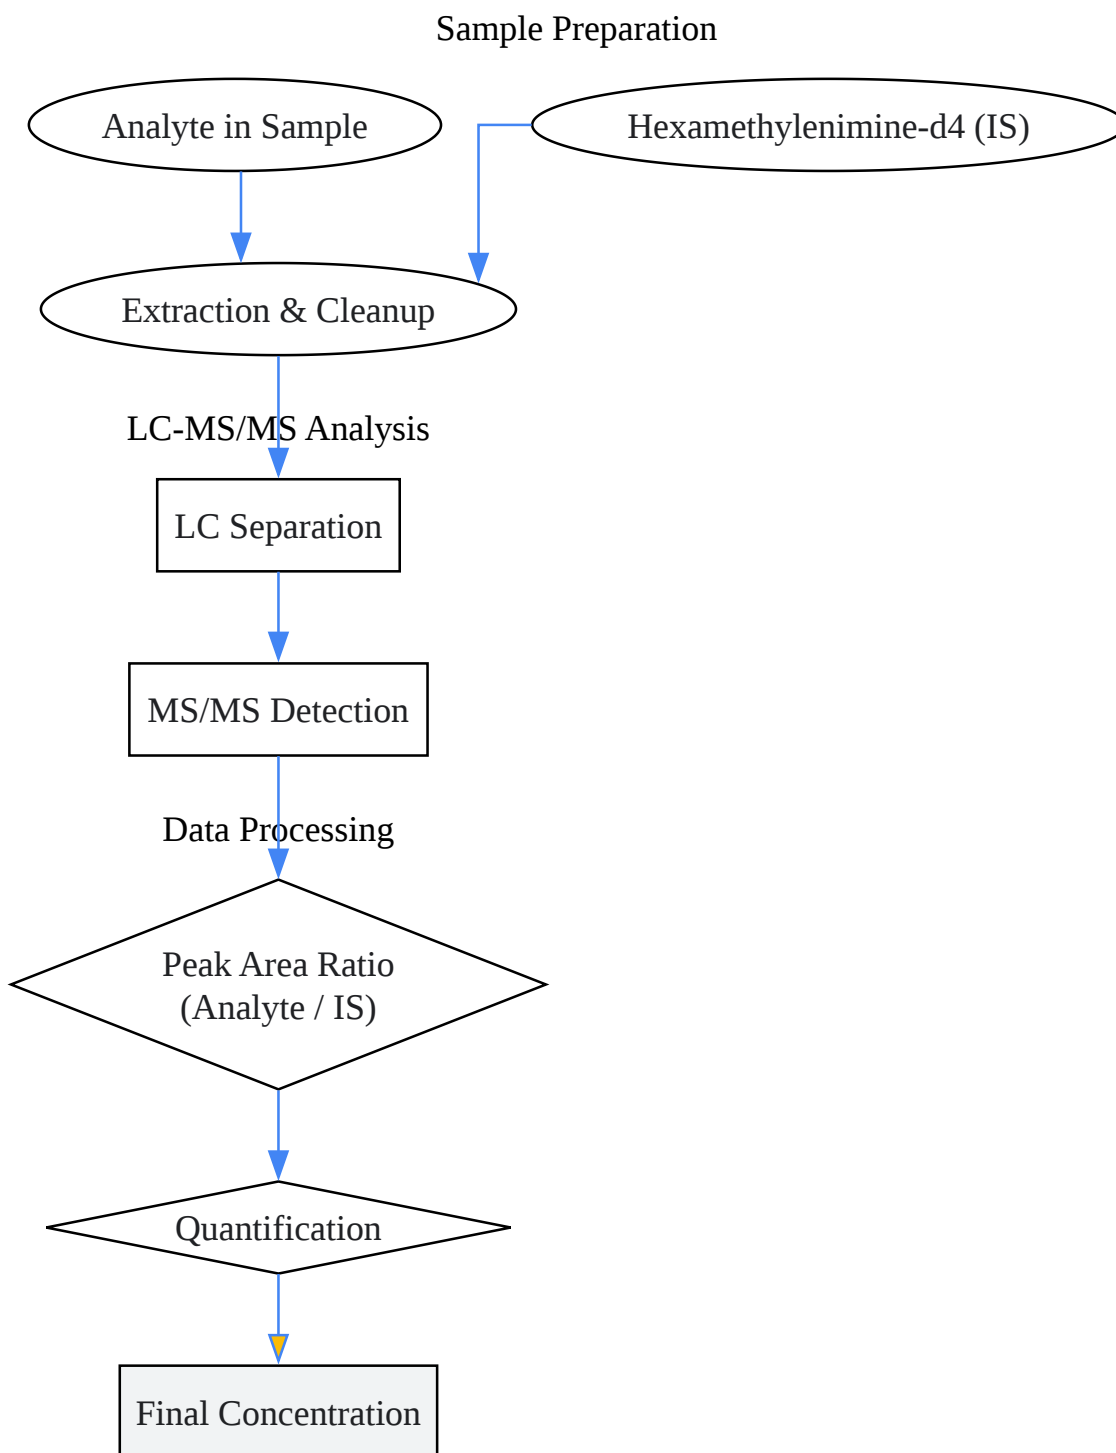 Sample Preparation
Analyte in Sample
Hexamethylenimine-d4 (IS)
Extraction & Cleanup
LC-MS/MS Analysis
LC Separation
MS/MS Detection
Data Processing
Peak Area Ratio
(Analyte / IS)
Quantification
Final Concentration